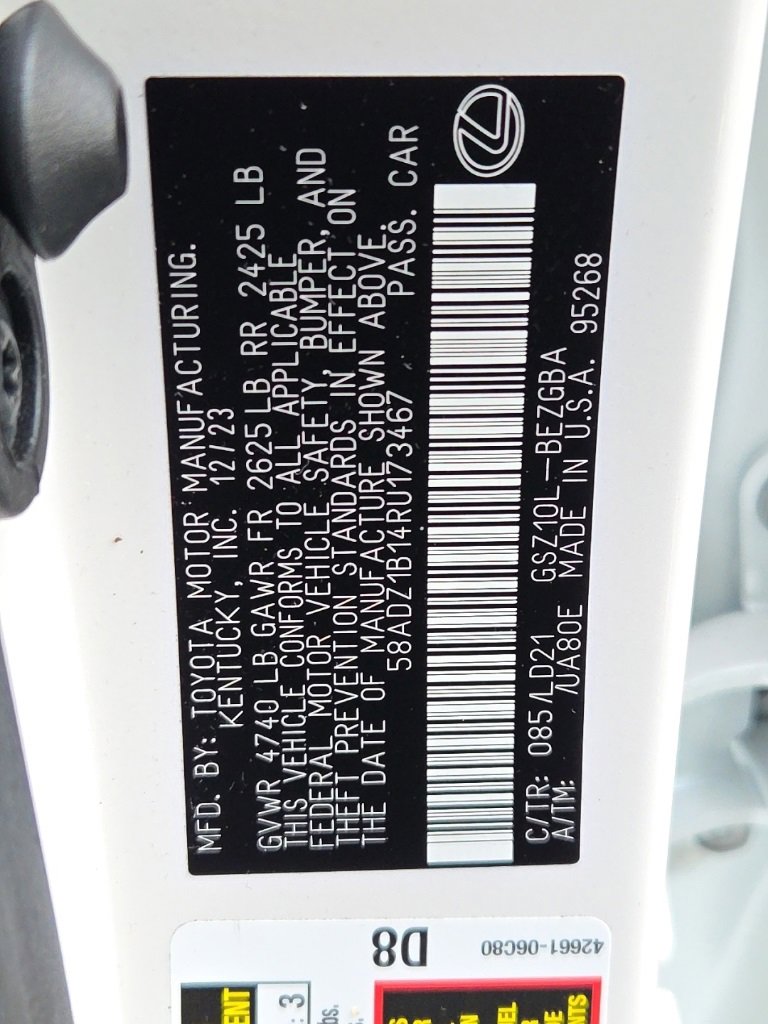 MFD. BY: TOYOTA MOTOR MANUFACTURING.
KENTUCKY, INC. 12/23
GVWR 4740 LB GAWR FR 2625 LB RR 2425 LB
THIS VEHICLE CONFORMS TO ALL APPLICABLE
FEDERAL MOTOR VEHICLE SAFETY, BUMPER, AND
THEFT PREVENTION STANDARDS IN EFFECT ON
THE DATE OF MANUFACTURE SHOWN ABOVE.
58ADZ1B14RU173467 PASS. CAR
C/TR: 085/LD21 GSZ10L-BEZGBA
A/TM: /UA80E MADE IN U.S.A. 95268
42661-06C80
D8
ENT
: 3
bs.